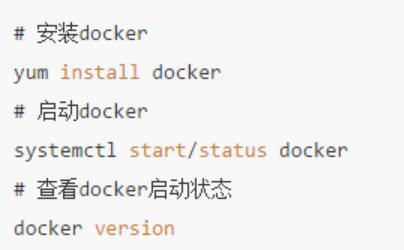 # 安装docker
yum install docker
# 启动docker
systemctl start/status docker
# 查看docker启动状态
docker version